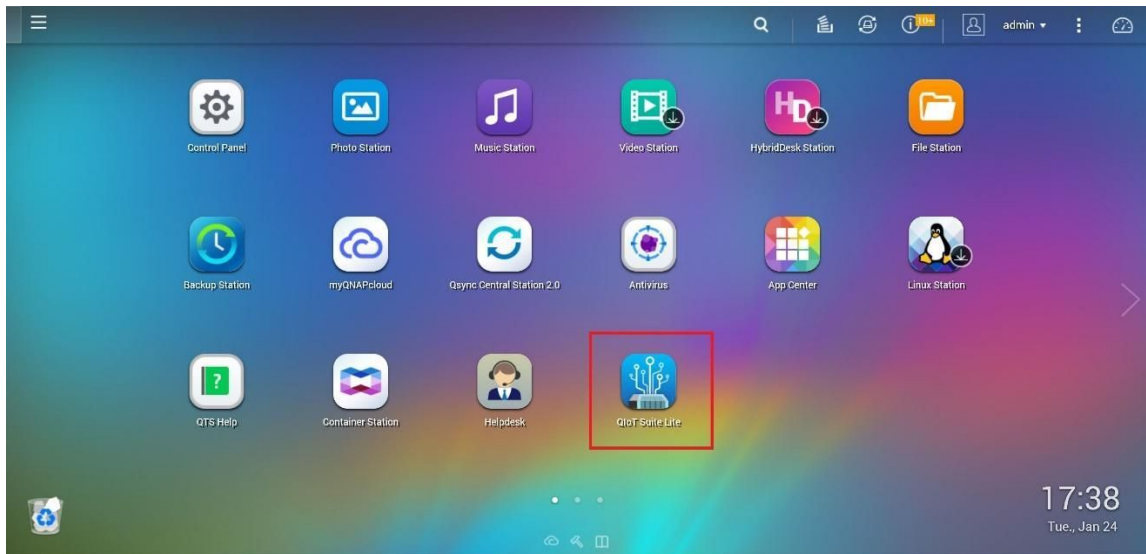 10+
admin
Control Panel
Photo Station
Music Station
Video Station
HybridDesk Station
File Station
Backup Station
myQNAPcloud
Qsync Central Station 2.0
Antivirus
App Center
Linux Station
QTS Help
Container Station
Helpdesk
QIoT Suite Lite
17:38
Tue., Jan 24